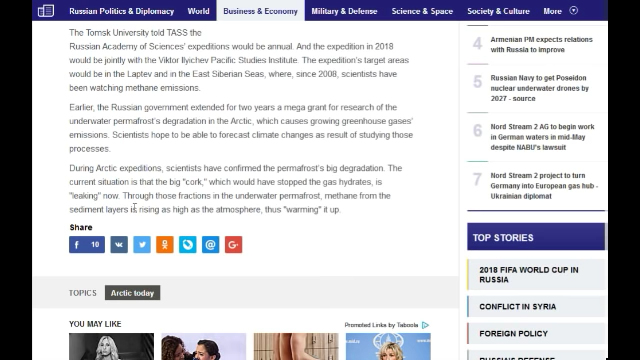 Russian Politics & Diplomacy World Business & Economy Military & Defense Science & Space Society & Culture More
The Tomsk University told TASS the
Russian Academy of Sciences' expeditions would be annual. And the expedition in 2018
would be jointly with the Viktor Ilyichev Pacific Studies Institute. The expedition's target areas
would be in the Laptev and in the East Siberian Seas, where, since 2008, scientists have
been watching methane emissions.
Earlier, the Russian government extended for two years a mega grant for research of the
underwater permafrost's degradation in the Arctic, which causes growing greenhouse gases'
emissions. Scientists hope to be able to forecast climate changes as result of studying those
processes.
During Arctic expeditions, scientists have confirmed the permafrost's big degradation. The
current situation is that the big "cork," which would have stopped the gas hydrates, is
"leaking" now. Through those fractions in the underwater permafrost, methane from the
sediment layers is rising as high as the atmosphere, thus "warming" it up.
Share
f 10
G+
TOPICS Arctic today
YOU MAY LIKE
Promoted Links by Taboola
4 Armenian PM expects relations
with Russia to improve
5 Russian Navy to get Poseidon
nuclear underwater drones by
2027 - source
6 Nord Stream 2 AG to begin work
in German waters in mid-May
despite NABU's lawsuit
7 Nord Stream 2 project to turn
Germany into European gas hub -
Ukrainian diplomat
TOP STORIES
2018 FIFA WORLD CUP IN
RUSSIA
CONFLICT IN SYRIA
FOREIGN POLICY
RUSSIA'S DEFENSE